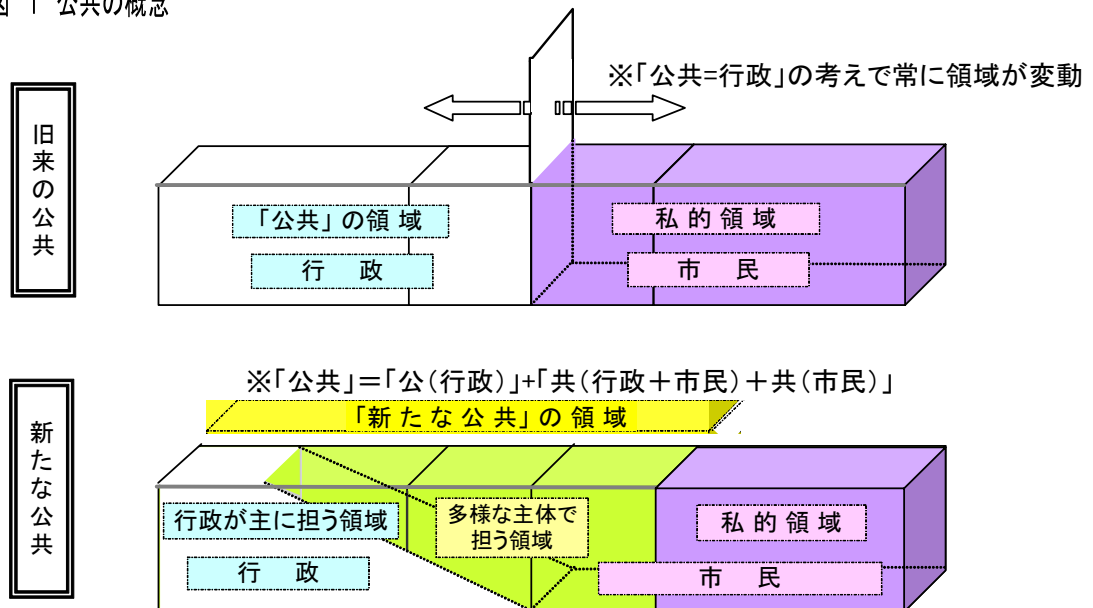 図 1 公共の概念
※「公共=行政」の考えで常に領域が変動
旧来の公共
「公共」の領 域
私 的 領 域
行 政
市 民
※「公共」＝「公（行政）」+「共（行政＋市民）＋共（市民）」
「新 た な 公 共」の 領 域
新たな公共
行政が主に担う領域
多様な主体で
担う領域
私 的 領 域
行 政
市 民